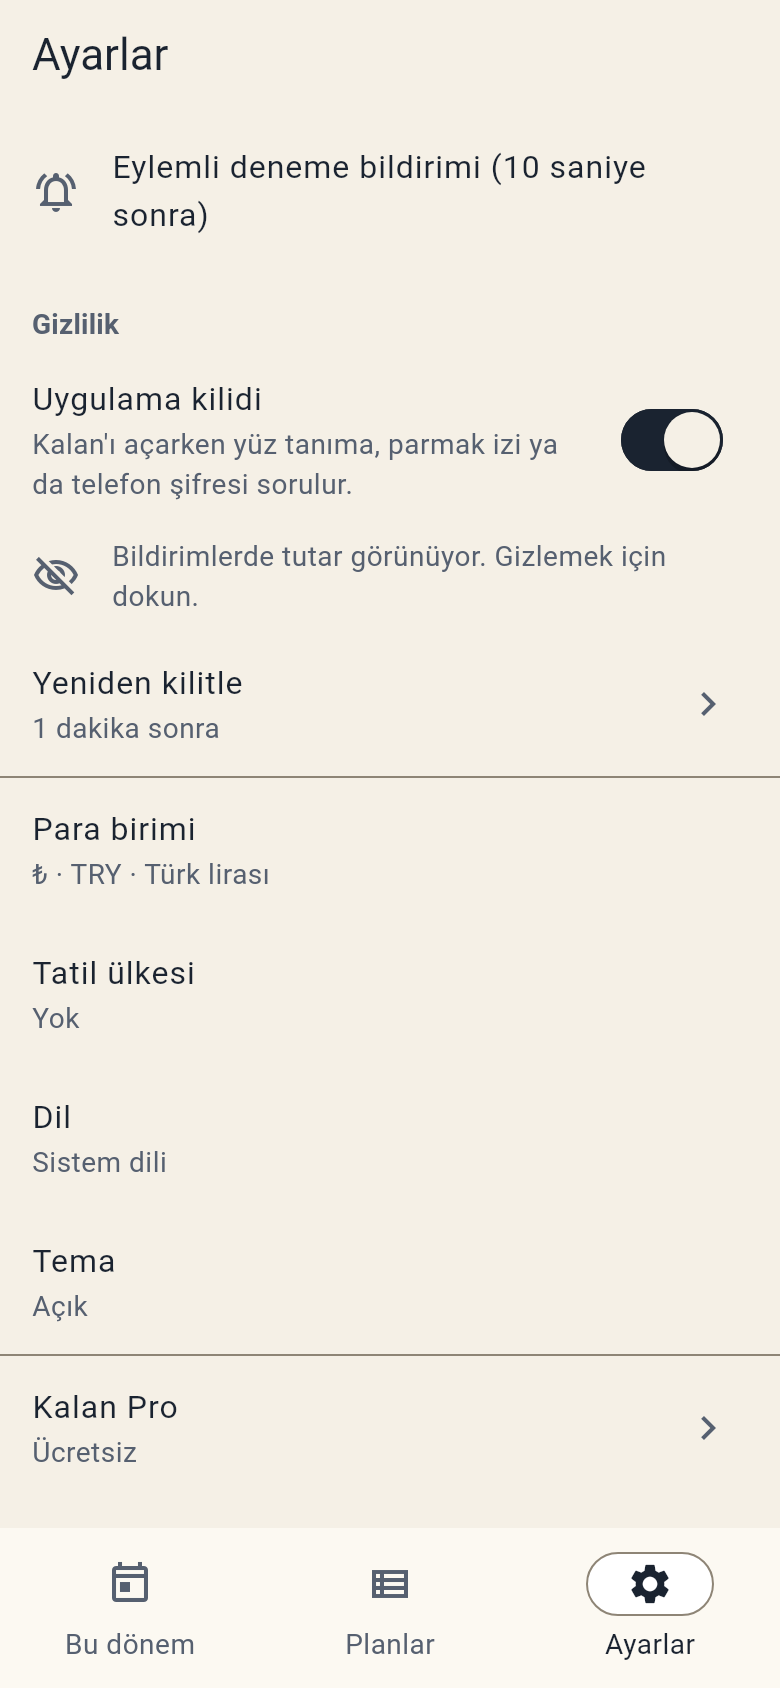 Ayarlar
Eylemli deneme bildirimi (10 saniye
sonra)
Gizlilik
Uygulama kilidi
Kalan'ı açarken yüz tanıma, parmak izi ya
da telefon şifresi sorulur.
Bildirimlerde tutar görünüyor. Gizlemek için
dokun.
Yeniden kilitle
1 dakika sonra
Para birimi
₺ · TRY · Türk lirası
Tatil ülkesi
Yok
Dil
Sistem dili
Tema
Açık
Kalan Pro
Ücretsiz
Bu dönem
Planlar
Ayarlar